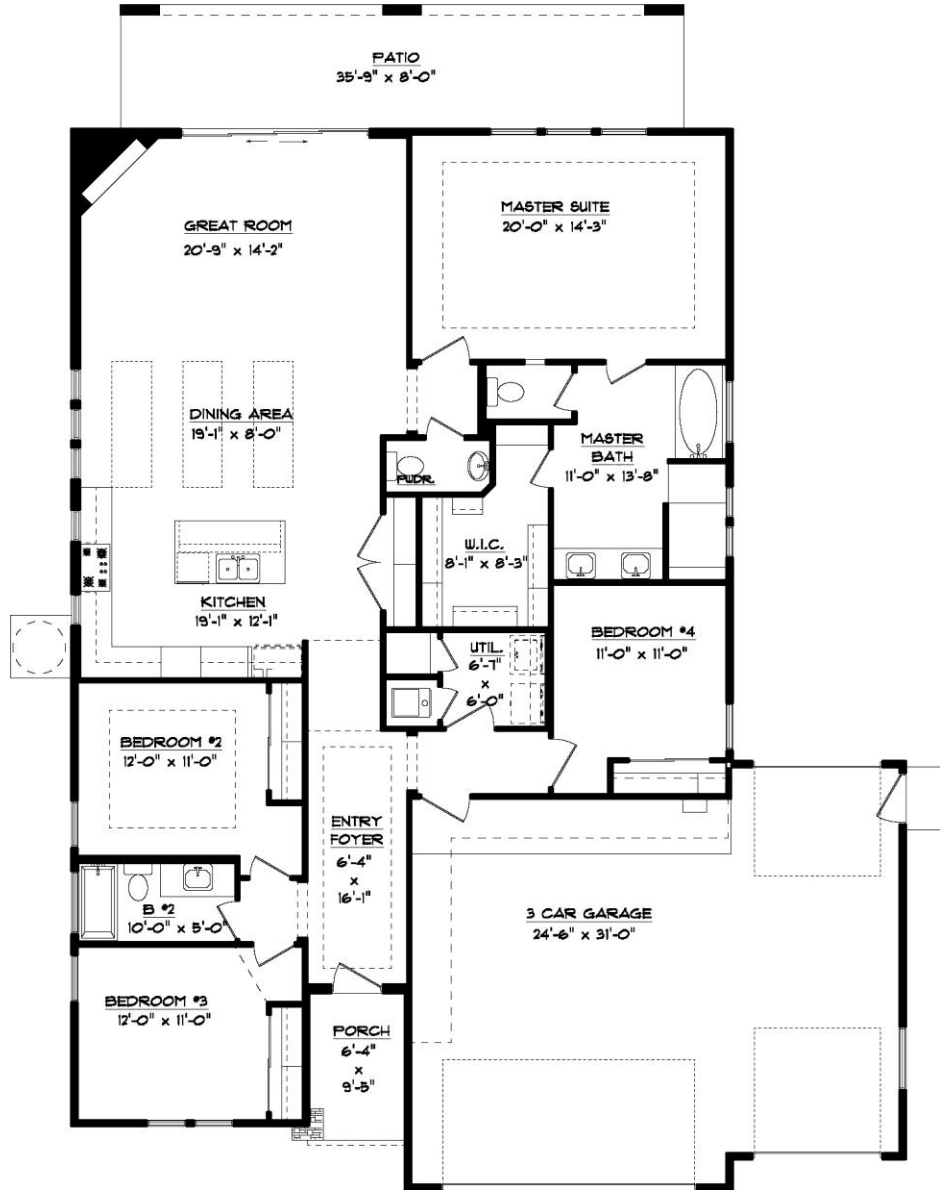 PATIO
35'-9" x 8'-0"
GREAT ROOM
20'-9" x 14'-2"
MASTER SUITE
20'-0" x 14'-3"
DINING AREA
19'-1" x 8'-0"
MASTER
BATH
11'-0" x 13'-8"
PWDR.
W.I.C.
8'-1" x 8'-3"
KITCHEN
19'-1" x 12'-1"
UTIL.
6'-7"
x
6'-0"
BEDROOM #4
11'-0" x 11'-0"
BEDROOM #2
12'-0" x 11'-0"
ENTRY
FOYER
6'-4"
x
16'-1"
B #2
10'-0" x 5'-0"
3 CAR GARAGE
24'-6" x 31'-0"
BEDROOM #3
12'-0" x 11'-0"
PORCH
6'-4"
x
9'-5"